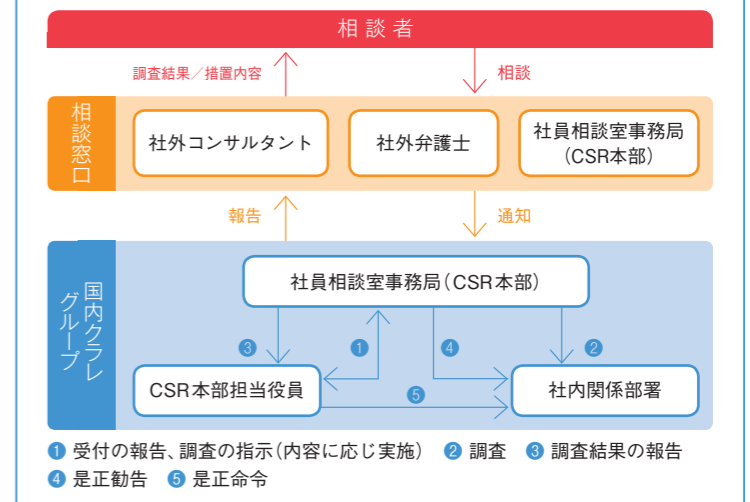 相談者
調査結果／措置内容
相談
相談窓口
社外コンサルタント
社外弁護士
社員相談室事務局
（CSR本部）
報告
通知
国内クラレ
グループ
社員相談室事務局（CSR本部）
③
①
④
②
CSR本部担当役員
⑤
社内関係部署
① 受付の報告、調査の指示（内容に応じ実施） ② 調査 ③ 調査結果の報告
④ 是正勧告 ⑤ 是正命令